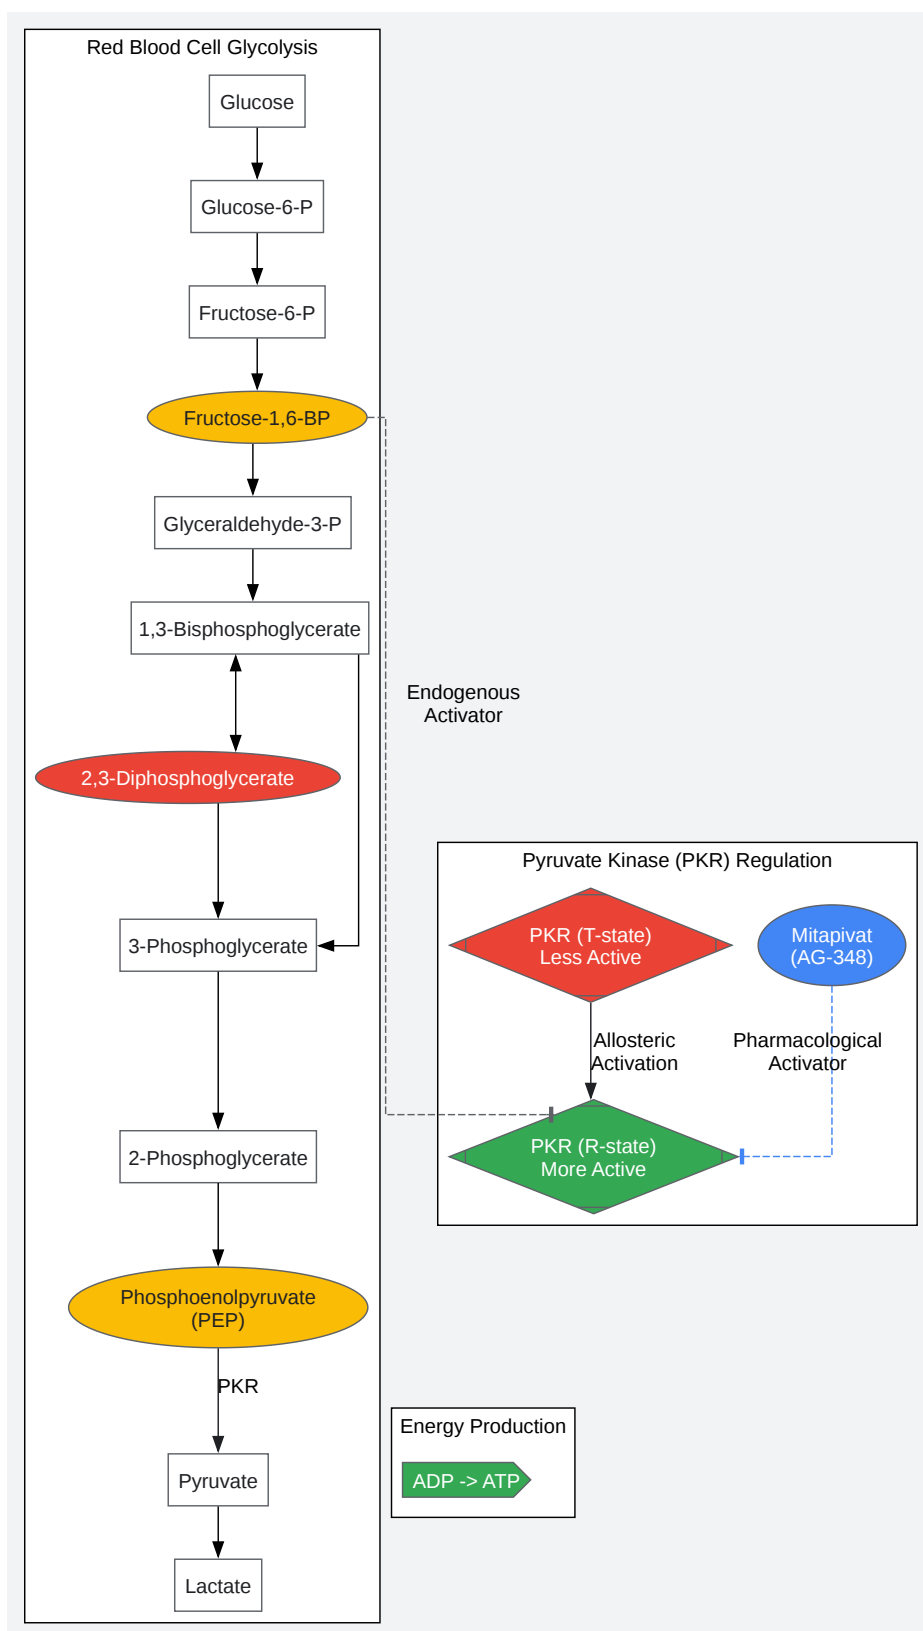 Red Blood Cell Glycolysis
Glucose
Glucose-6-P
Fructose-6-P
Fructose-1,6-BP
Glyceraldehyde-3-P
1,3-Bisphosphoglycerate
2,3-Diphosphoglycerate
3-Phosphoglycerate
2-Phosphoglycerate
Phosphoenolpyruvate
(PEP)
PKR
Pyruvate
Lactate
Endogenous
Activator
Pyruvate Kinase (PKR) Regulation
PKR (T-state)
Less Active
Mitapivat
(AG-348)
Allosteric
Activation
Pharmacological
Activator
PKR (R-state)
More Active
Energy Production
ADP -> ATP